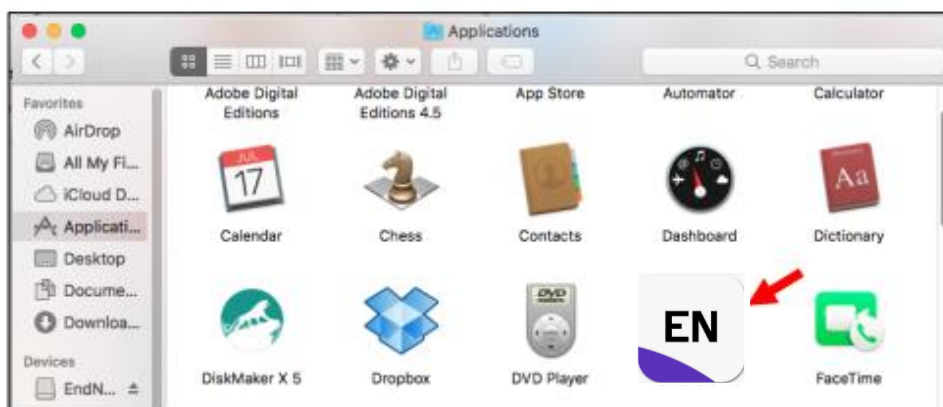 Applications
Search
Favorites
AirDrop
All My Fi...
iCloud D...
Applicati...
Desktop
Docume...
Downloa...
Devices
EndN...
Adobe Digital
Editions
Adobe Digital
Editions 4.5
App Store
Automator
Calculator
JUL
17
Aa
Calendar
Chess
Contacts
Dashboard
Dictionary
DVD
EN
DiskMaker X 5
Dropbox
DVD Player
FaceTime